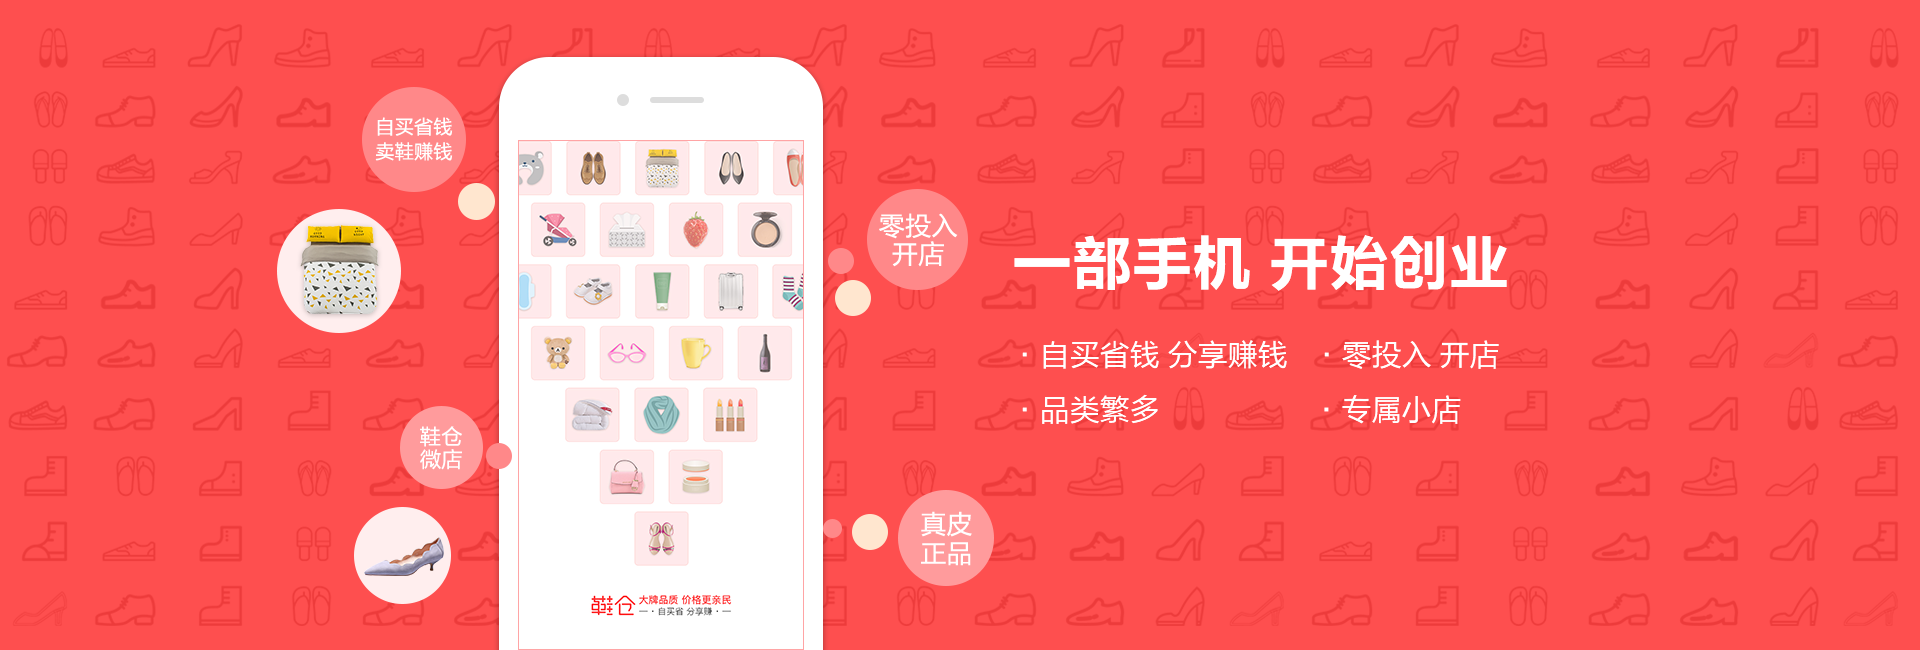 自买省钱
卖鞋赚钱
零投入
开店
一部手机 开始创业
· 自买省钱 分享赚钱
· 零投入 开店
· 品类繁多
· 专属小店
鞋仓
微店
真皮
正品
鞋仓
大牌品质 价格更亲民
自买省 分享赚